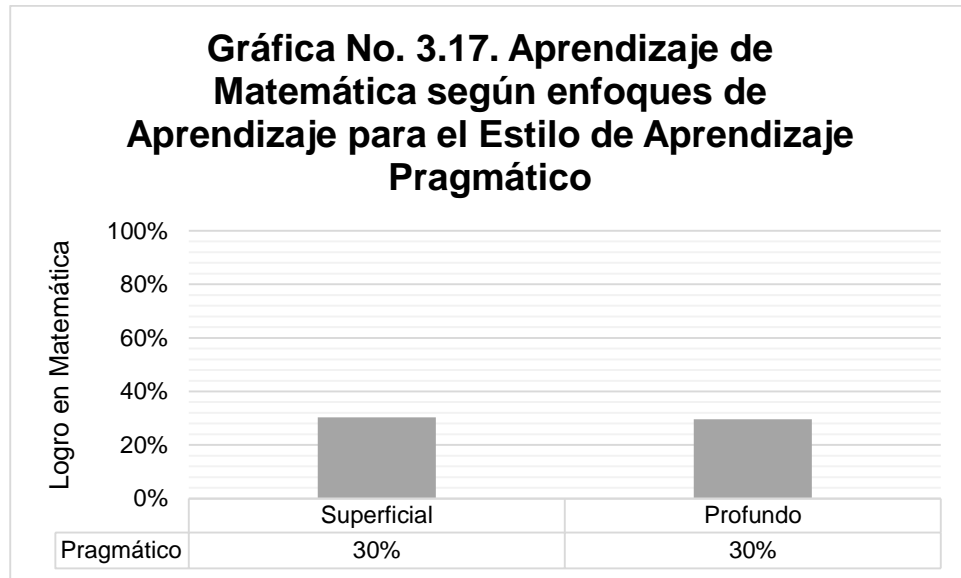 Gráfica No. 3.17. Aprendizaje de
Matemática según enfoques de
Aprendizaje para el Estilo de Aprendizaje
Pragmático
Logro en Matemática
100%
80%
60%
40%
20%
0%
Superficial Profundo
Pragmático 30% 30%